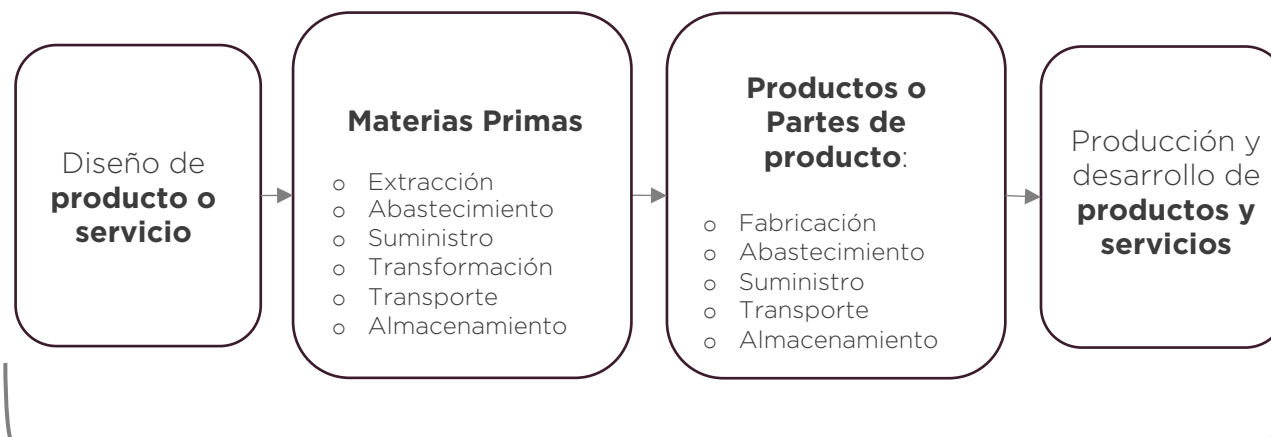 Diseño de
producto o
servicio
Materias Primas
o Extracción
o Abastecimiento
o Suministro
o Transformación
o Transporte
o Almacenamiento
Productos o
Partes de
producto:
o Fabricación
o Abastecimiento
o Suministro
o Transporte
o Almacenamiento
Producción y
desarrollo de
productos y
servicios